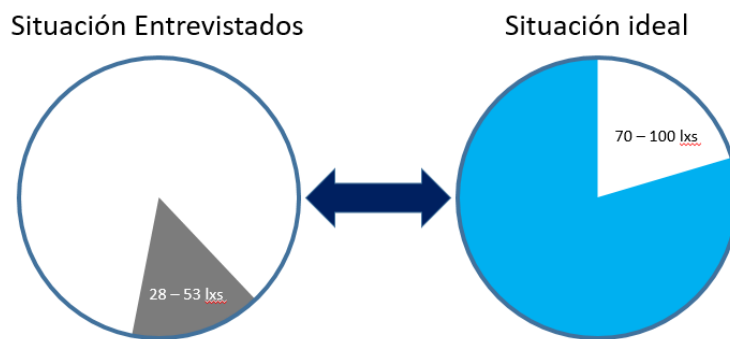 Situación Entrevistados
Situación ideal
70 – 100 lxs
28 – 53 lxs